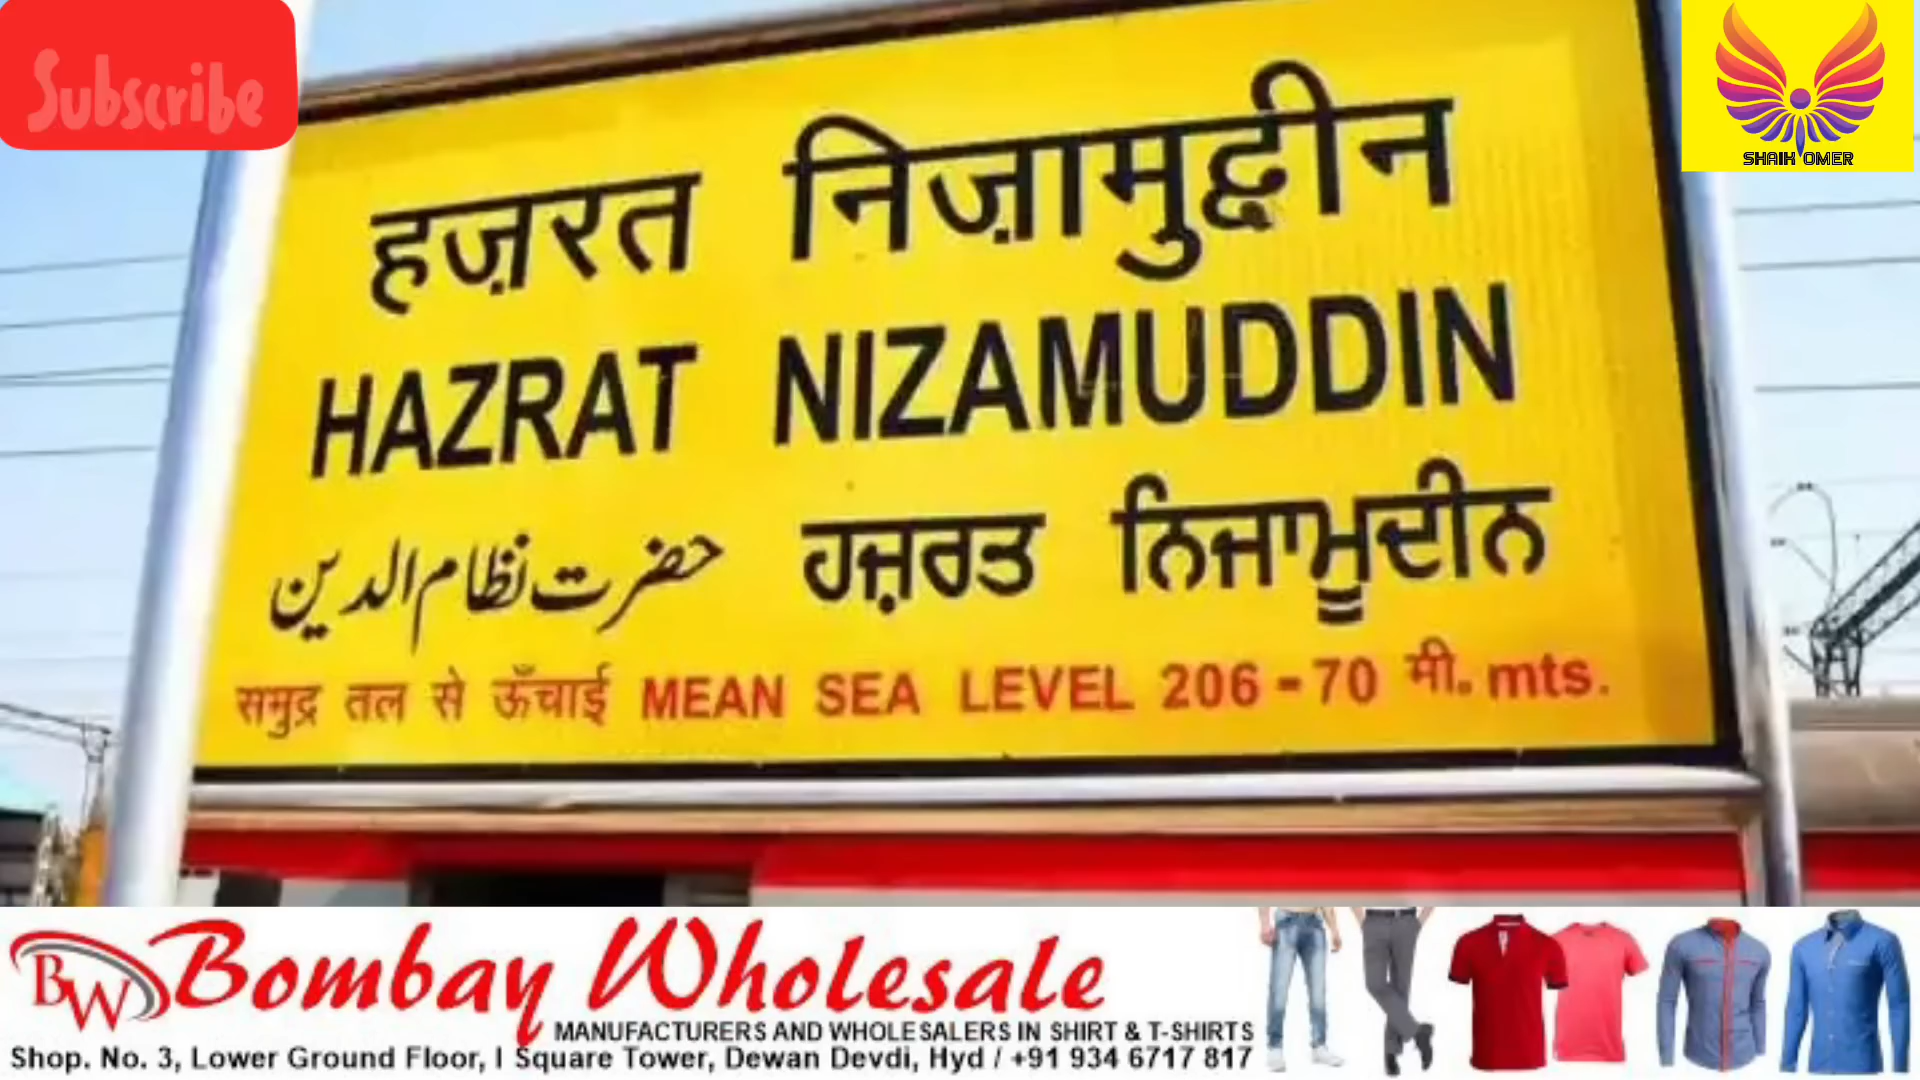 Subscribe
SHAIK OMER
हज़रत निज़ामुद्दीन
HAZRAT NIZAMUDDIN
حضرت نظام الدین ਹਜ਼ਰਤ ਨਿਜਾਮੂਦੀਨ
समुद्र तल से ऊँचाई MEAN SEA LEVEL 206-70 मी. mts.
BW Bombay Wholesale
MANUFACTURERS AND WHOLESALERS IN SHIRT & T-SHIRTS
Shop. No. 3, Lower Ground Floor, I Square Tower, Dewan Devdi, Hyd / +91 934 6717 817